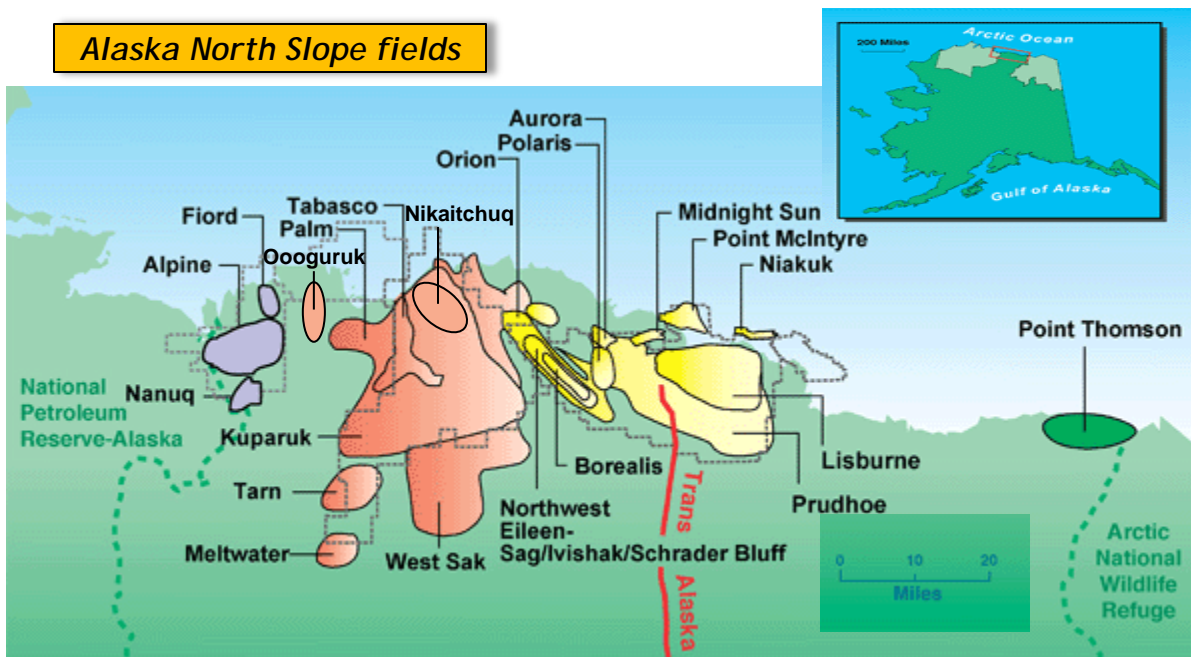 Alaska North Slope fields
200 Miles
Arctic Ocean
Gulf of Alaska
Aurora
Polaris
Orion
Tabasco
Palm
Nikaitchuq
Fiord
Oooguruk
Alpine
Midnight Sun
Point McIntyre
Niakuk
Point Thomson
National
Petroleum
Reserve-Alaska
Nanuq
Kuparuk
Tarn
Meltwater
West Sak
Borealis
Northwest
Eileen-
Sag/Ivishak/Schrader Bluff
Lisburne
Prudhoe
Trans
Alaska
0 10 20
Miles
Arctic
National
Wildlife
Refuge